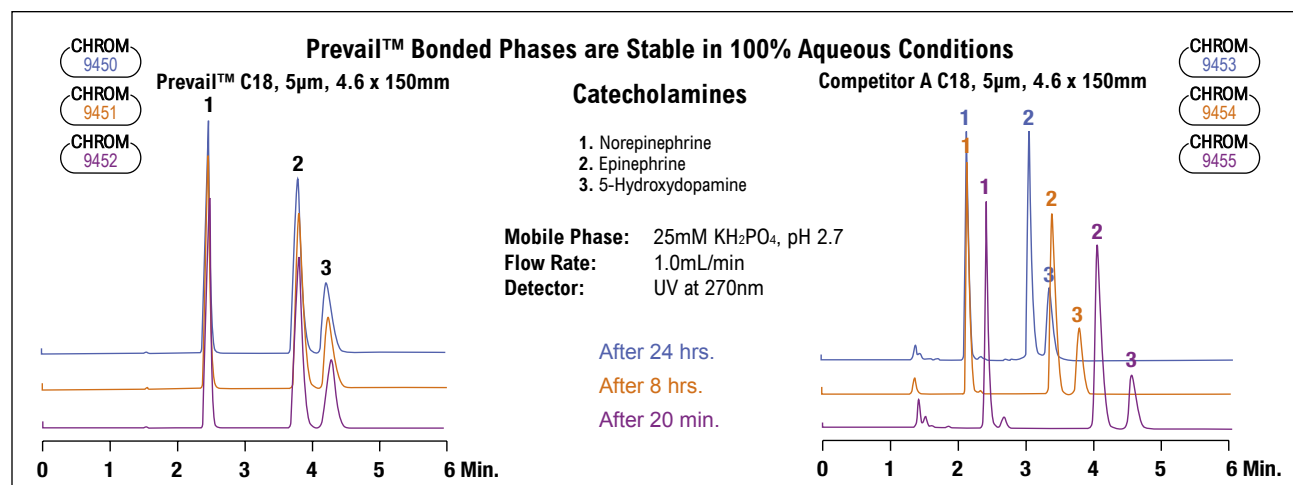 Prevail™ Bonded Phases are Stable in 100% Aqueous Conditions
CHROM
9450
CHROM
9451
CHROM
9452
Prevail™ C18, 5µm, 4.6 x 150mm
1
2
3
0 1 2 3 4 5 6 Min.
Catecholamines
1. Norepinephrine
2. Epinephrine
3. 5-Hydroxydopamine
Mobile Phase: 25mM KH₂PO₄, pH 2.7
Flow Rate: 1.0mL/min
Detector: UV at 270nm
After 24 hrs.
After 8 hrs.
After 20 min.
Competitor A C18, 5µm, 4.6 x 150mm
CHROM
9453
CHROM
9454
CHROM
9455
1 2
1
1 2
2
3
3
3
0 1 2 3 4 5 6 Min.